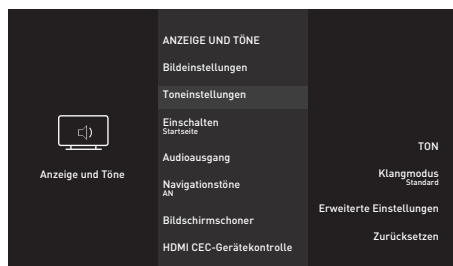 Anzeige und Töne
ANZEIGE UND TÖNE
Bildeinstellungen
Toneinstellungen
Einschalten
Startseite
Audioausgang
Navigationstöne
AN
Bildschirmschoner
HDMI CEC-Gerätekontrolle
TON
Klangmodus
Standard
Erweiterte Einstellungen
Zurücksetzen